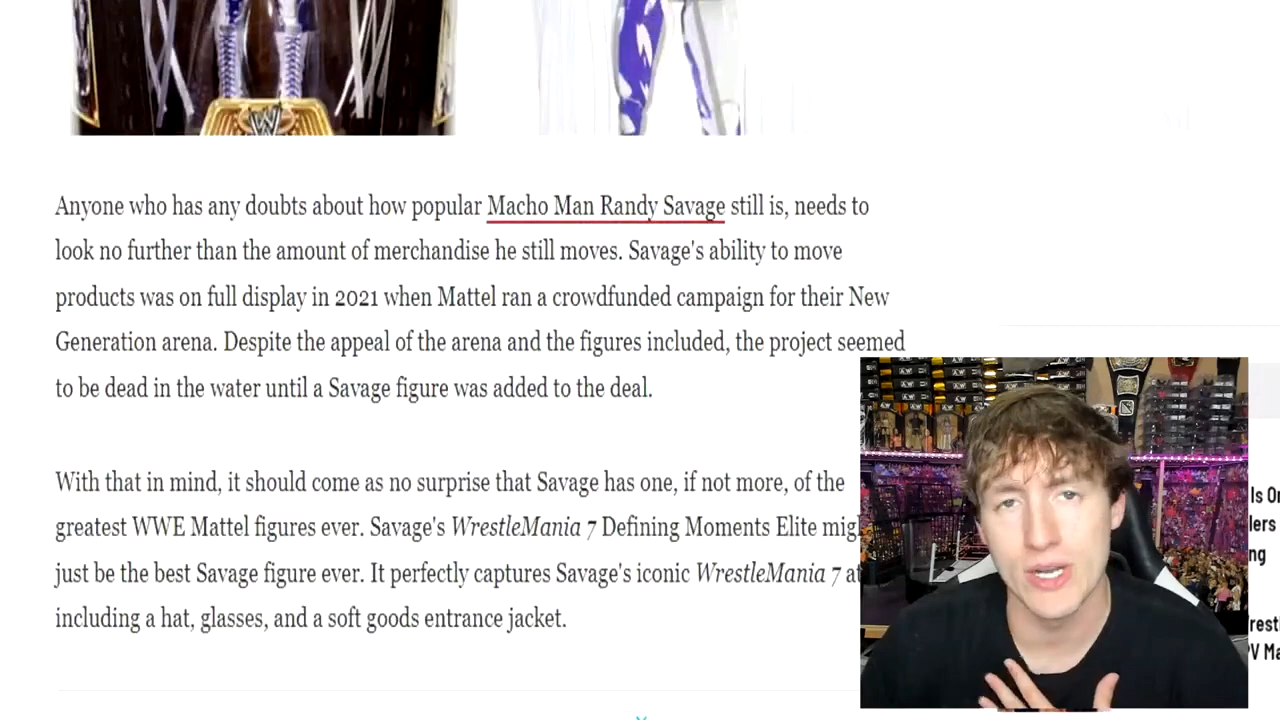 W
Anyone who has any doubts about how popular Macho Man Randy Savage still is, needs to
look no further than the amount of merchandise he still moves. Savage's ability to move
products was on full display in 2021 when Mattel ran a crowdfunded campaign for their New
Generation arena. Despite the appeal of the arena and the figures included, the project seemed
to be dead in the water until a Savage figure was added to the deal.
With that in mind, it should come as no surprise that Savage has one, if not more, of the
greatest WWE Mattel figures ever. Savage's WrestleMania 7 Defining Moments Elite mig
just be the best Savage figure ever. It perfectly captures Savage's iconic WrestleMania 7 at
including a hat, glasses, and a soft goods entrance jacket.
Is O
lers
ng
rest
V Ma